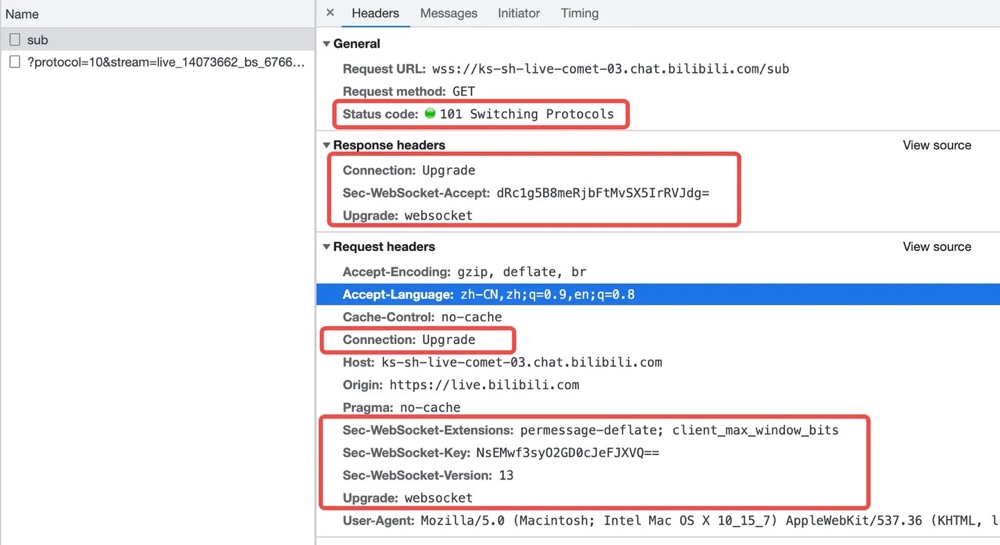 Name
× Headers Messages Initiator Timing
sub
?protocol=10&stream=live_14073662_bs_6766…
▼ General
Request URL: wss://ks-sh-live-comet-03.chat.bilibili.com/sub
Request method: GET
Status code: 101 Switching Protocols
▼ Response headers View source
Connection: Upgrade
Sec-WebSocket-Accept: dRc1g5B8meRjbFtMvSX5IrRVJdg=
Upgrade: websocket
▼ Request headers View source
Accept-Encoding: gzip, deflate, br
Accept-Language: zh-CN,zh;q=0.9,en;q=0.8
Cache-Control: no-cache
Connection: Upgrade
Host: ks-sh-live-comet-03.chat.bilibili.com
Origin: https://live.bilibili.com
Pragma: no-cache
Sec-WebSocket-Extensions: permessage-deflate; client_max_window_bits
Sec-WebSocket-Key: NsEMwf3syO2GD0cJeFJXVQ==
Sec-WebSocket-Version: 13
Upgrade: websocket
User-Agent: Mozilla/5.0 (Macintosh; Intel Mac OS X 10_15_7) AppleWebKit/537.36 (KHTML, l